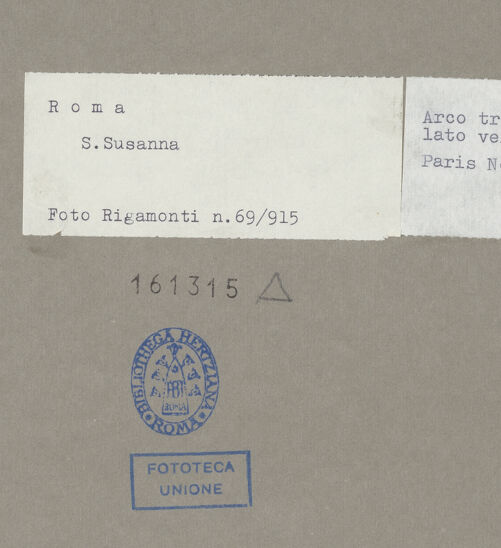 R o m a
S.Susanna
Foto Rigamonti n.69/915
Arco tr
lato ve
Paris N
161315
BIBLIOTHECA HERTZIANA
ROMA
FOTOTECA
UNIONE